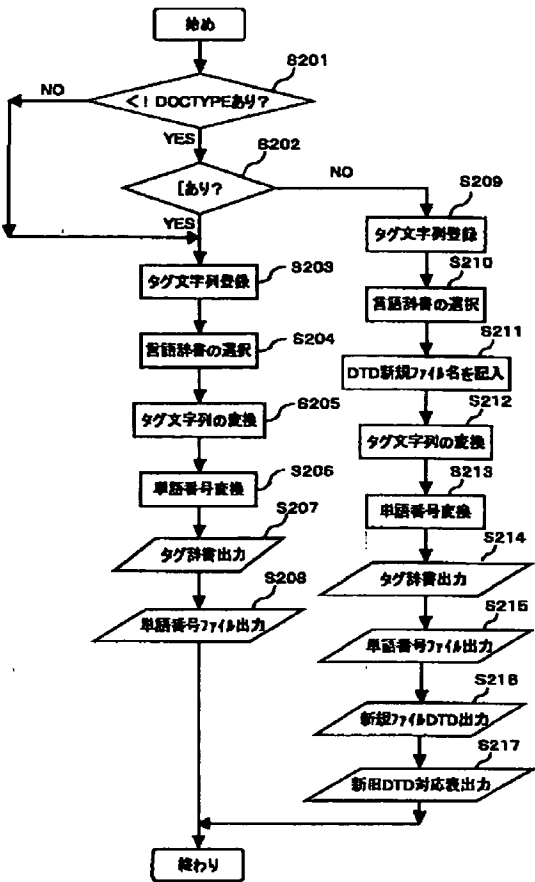 始め
S201
NO
<! DOCTYPEあり?
YES
S202
[あり?
NO
YES
S203
タグ文字列登録
S204
言語辞書の選択
S205
タグ文字列の変換
S206
単語番号変換
S207
タグ辞書出力
S208
単語番号ファイル出力
S209
タグ文字列登録
S210
言語辞書の選択
S211
DTD新規ファイル名を記入
S212
タグ文字列の変換
S213
単語番号変換
S214
タグ辞書出力
S215
単語番号ファイル出力
S216
新規ファイルDTD出力
S217
新旧DTD対応表出力
終わり